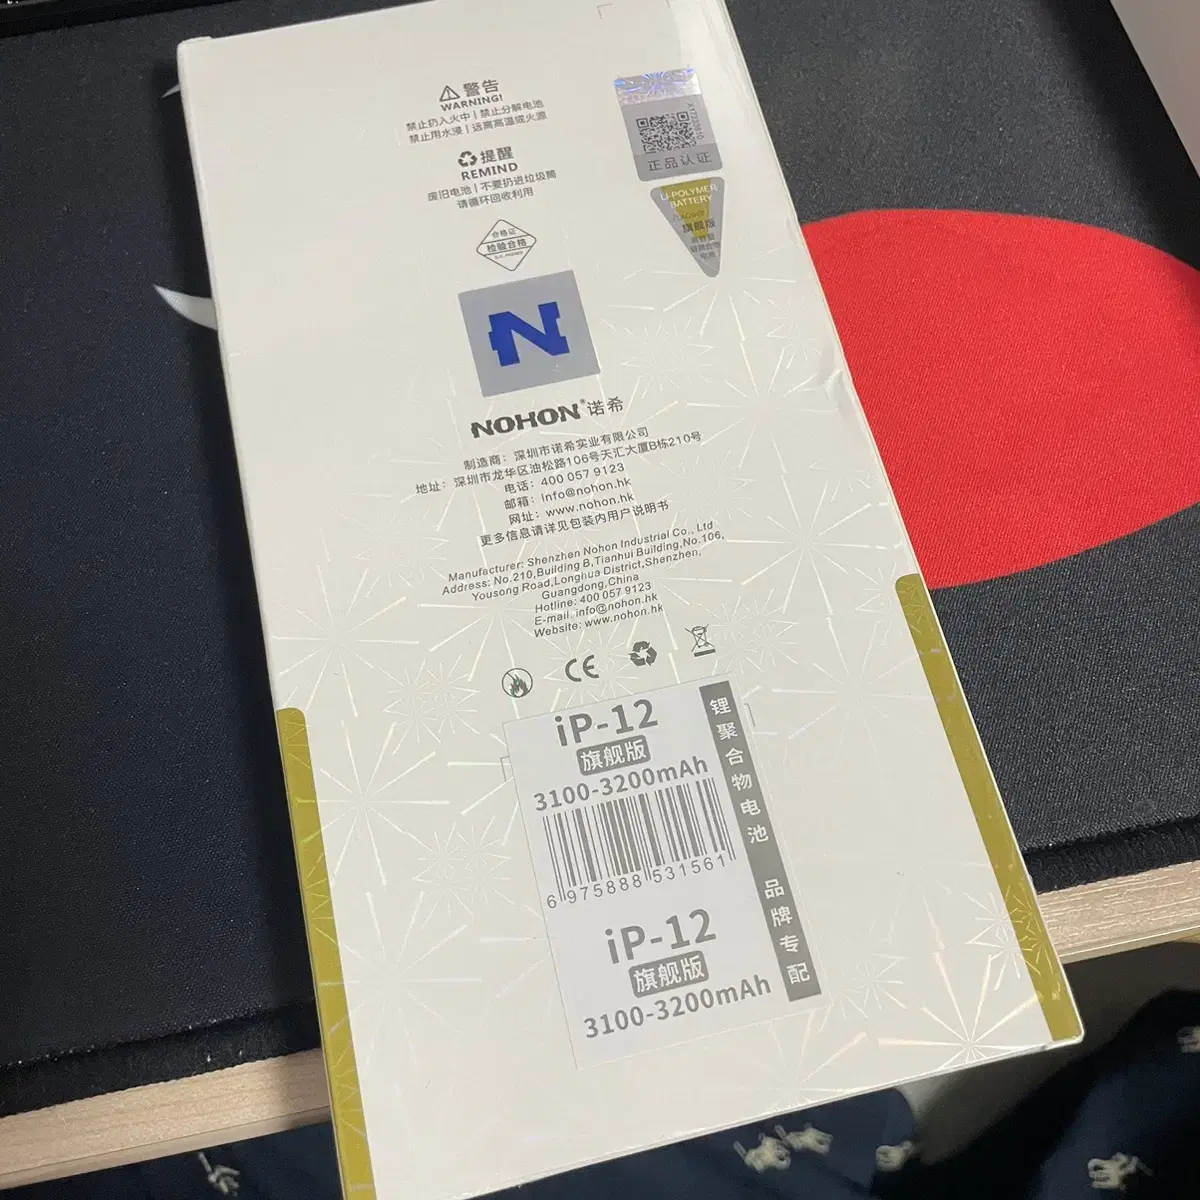 警告
WARNING!
禁止扔入火中 | 禁止分解电池
禁止用水浸 | 远离高温或火源
提醒
REMIND
废旧电池 | 不要扔进垃圾筒
请循环回收利用
合格证
检验合格
正品认证
LI-POLYMER
BATTERY
旗舰版
电池
N
NOHON® 诺希
制造商：深圳市诺希实业有限公司
地址：深圳市龙华区油松路106号天汇大厦B栋210号
电话：400 057 9123
邮箱：info@nohon.hk
网址：www.nohon.hk
更多信息请详见包装内用户说明书
Manufacturer: Shenzhen Nohon Industrial Co., Ltd
Address: No.210,Building B,Tianhui Building,No.106,
Yousong Road,Longhua District,Shenzhen,
Guangdong,China
Hotline: 400 057 9123
E-mail: info@nohon.hk
Website: www.nohon.hk
CE
iP-12
旗舰版
3100-3200mAh
6 975888 531561
iP-12
旗舰版
3100-3200mAh
锂聚合物电池 品牌专配